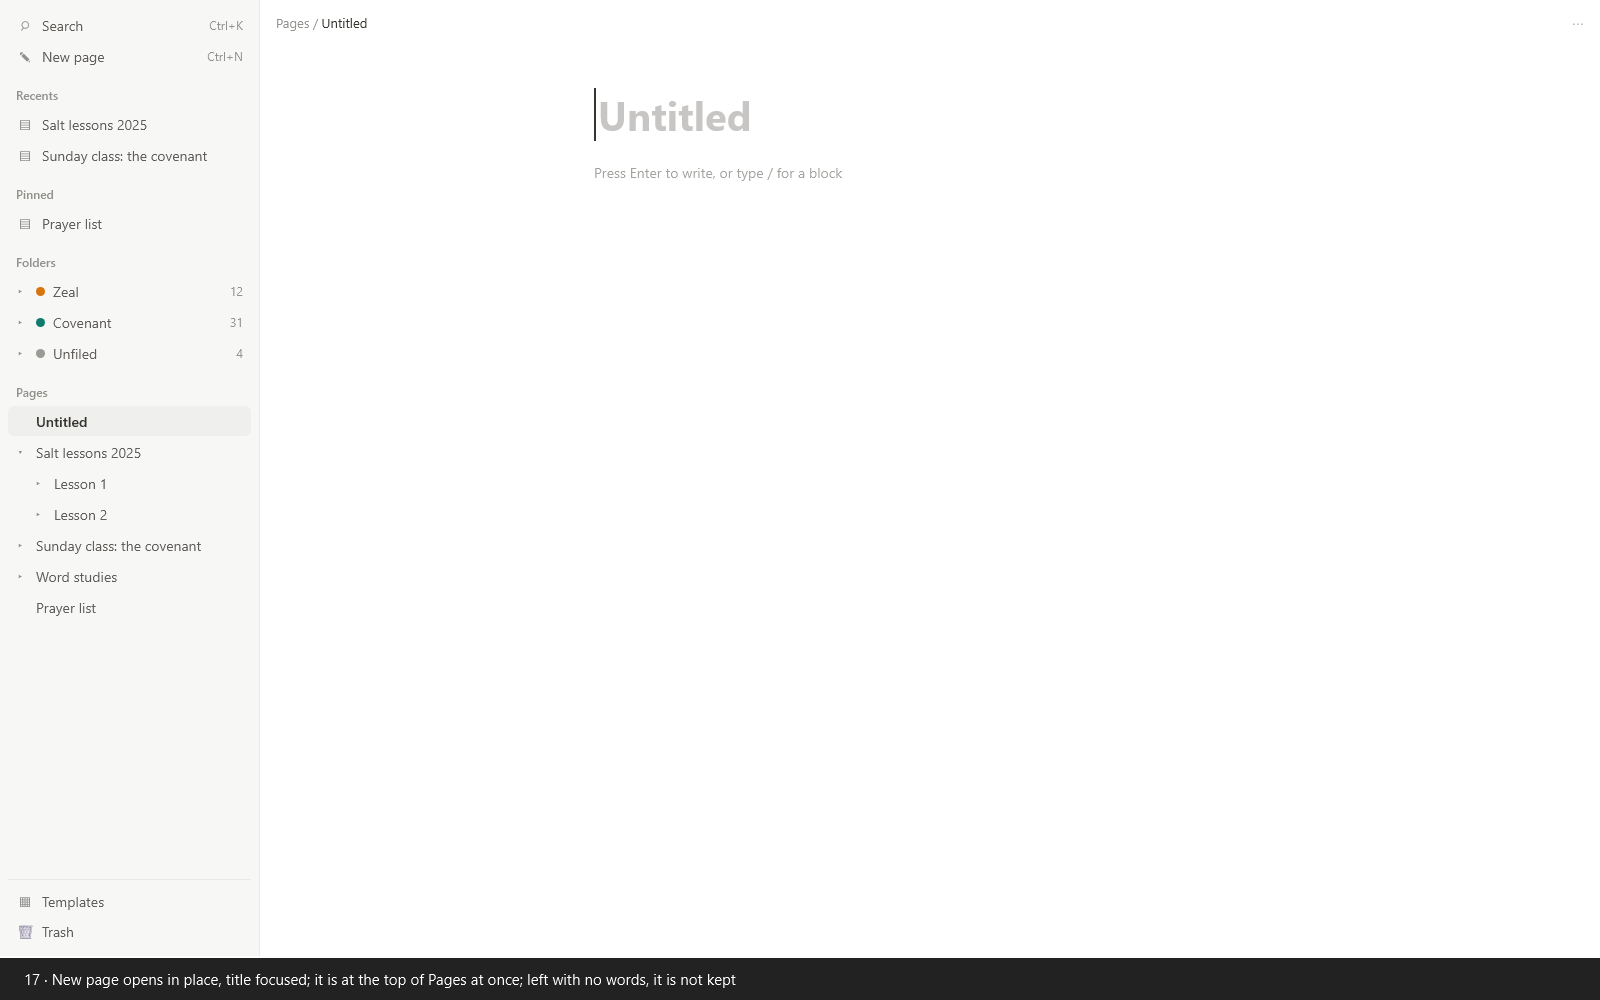 Search Ctrl+K
New page Ctrl+N
Recents
Salt lessons 2025
Sunday class: the covenant
Pinned
Prayer list
Folders
Zeal 12
Covenant 31
Unfiled 4
Pages
Untitled
Salt lessons 2025
Lesson 1
Lesson 2
Sunday class: the covenant
Word studies
Prayer list
Templates
Trash
Pages / Untitled
Untitled
Press Enter to write, or type / for a block
17 · New page opens in place, title focused; it is at the top of Pages at once; left with no words, it is not kept